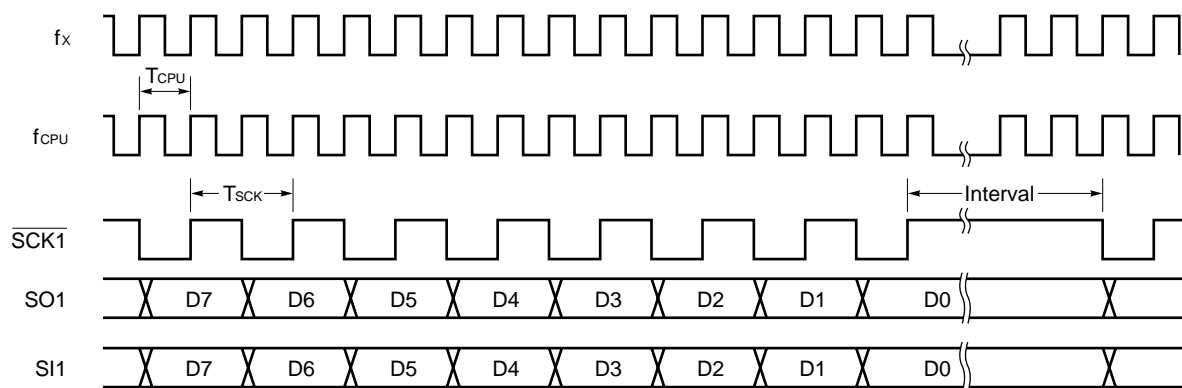 fX
TCPU
fCPU
TSCK
Interval
SCK1
SO1 D7 D6 D5 D4 D3 D2 D1 D0
SI1 D7 D6 D5 D4 D3 D2 D1 D0